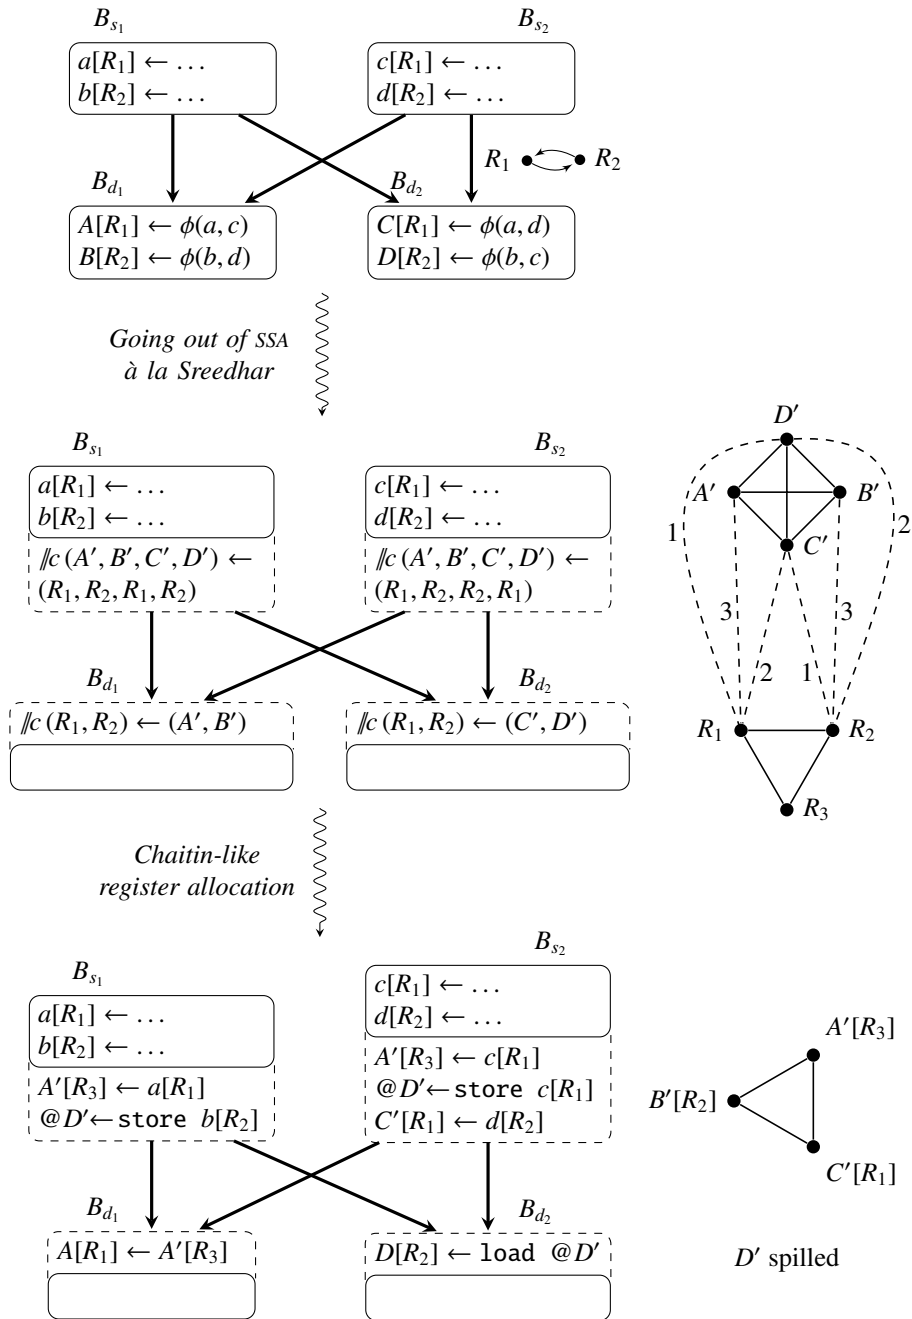 B_{s_1} B_{s_2}
a[R_1] ← … c[R_1] ← …
b[R_2] ← … d[R_2] ← …
R_1 R_2
B_{d_1} B_{d_2}
A[R_1] ← ϕ(a, c) C[R_1] ← ϕ(a, d)
B[R_2] ← ϕ(b, d) D[R_2] ← ϕ(b, c)
Going out of SSA
à la Sreedhar
B_{s_1} B_{s_2}
a[R_1] ← … c[R_1] ← …
b[R_2] ← … d[R_2] ← …
//c (A′, B′, C′, D′) ← //c (A′, B′, C′, D′) ←
(R_1, R_2, R_1, R_2) (R_1, R_2, R_2, R_1)
B_{d_1} B_{d_2}
//c (R_1, R_2) ← (A′, B′) //c (R_1, R_2) ← (C′, D′)
D′
A′ B′
1 C′ 2
3 3
2 1
R_1 R_2
R_3
Chaitin-like
register allocation
B_{s_1} B_{s_2}
a[R_1] ← … c[R_1] ← …
b[R_2] ← … d[R_2] ← …
A′[R_3] ← a[R_1] A′[R_3] ← c[R_1]
@D′←store b[R_2] @D′←store c[R_1]
C′[R_1] ← d[R_2]
B_{d_1} B_{d_2}
A[R_1] ← A′[R_3] D[R_2] ← load @D′
A′[R_3]
B′[R_2]
C′[R_1]
D′ spilled